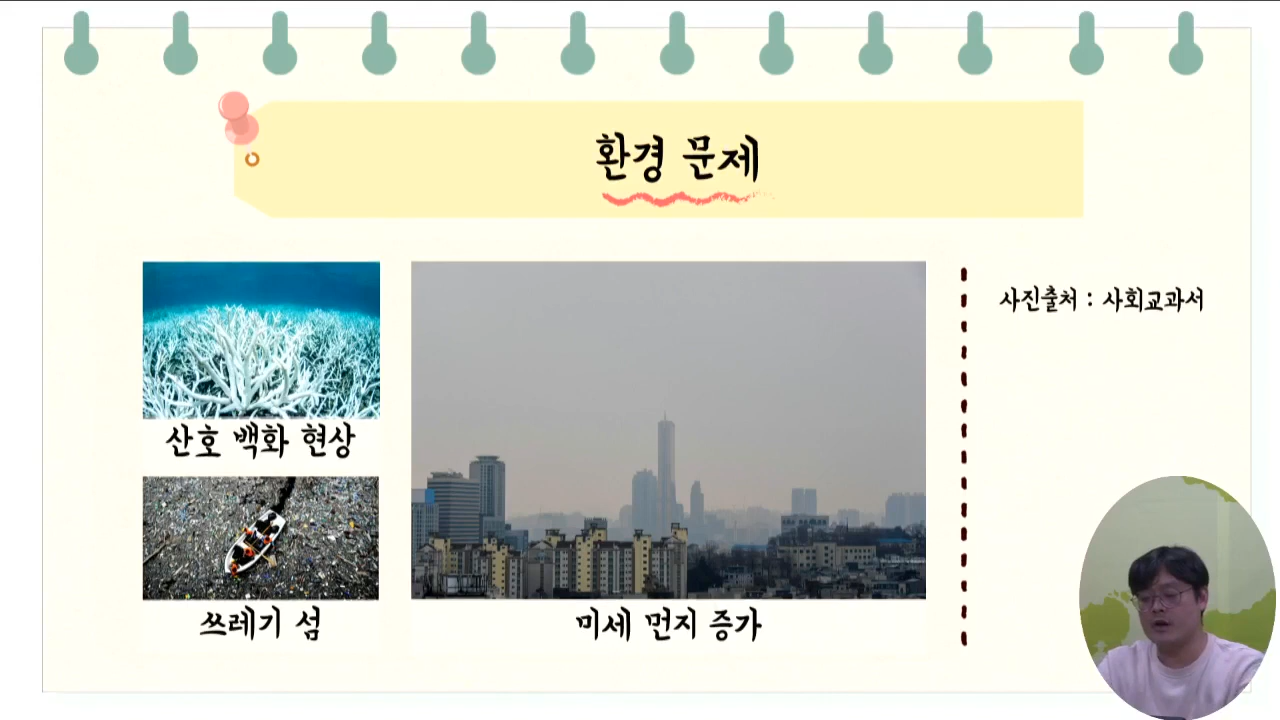 환경 문제
산호 백화 현상
쓰레기 섬
미세 먼지 증가
사진출처 : 사회교과서